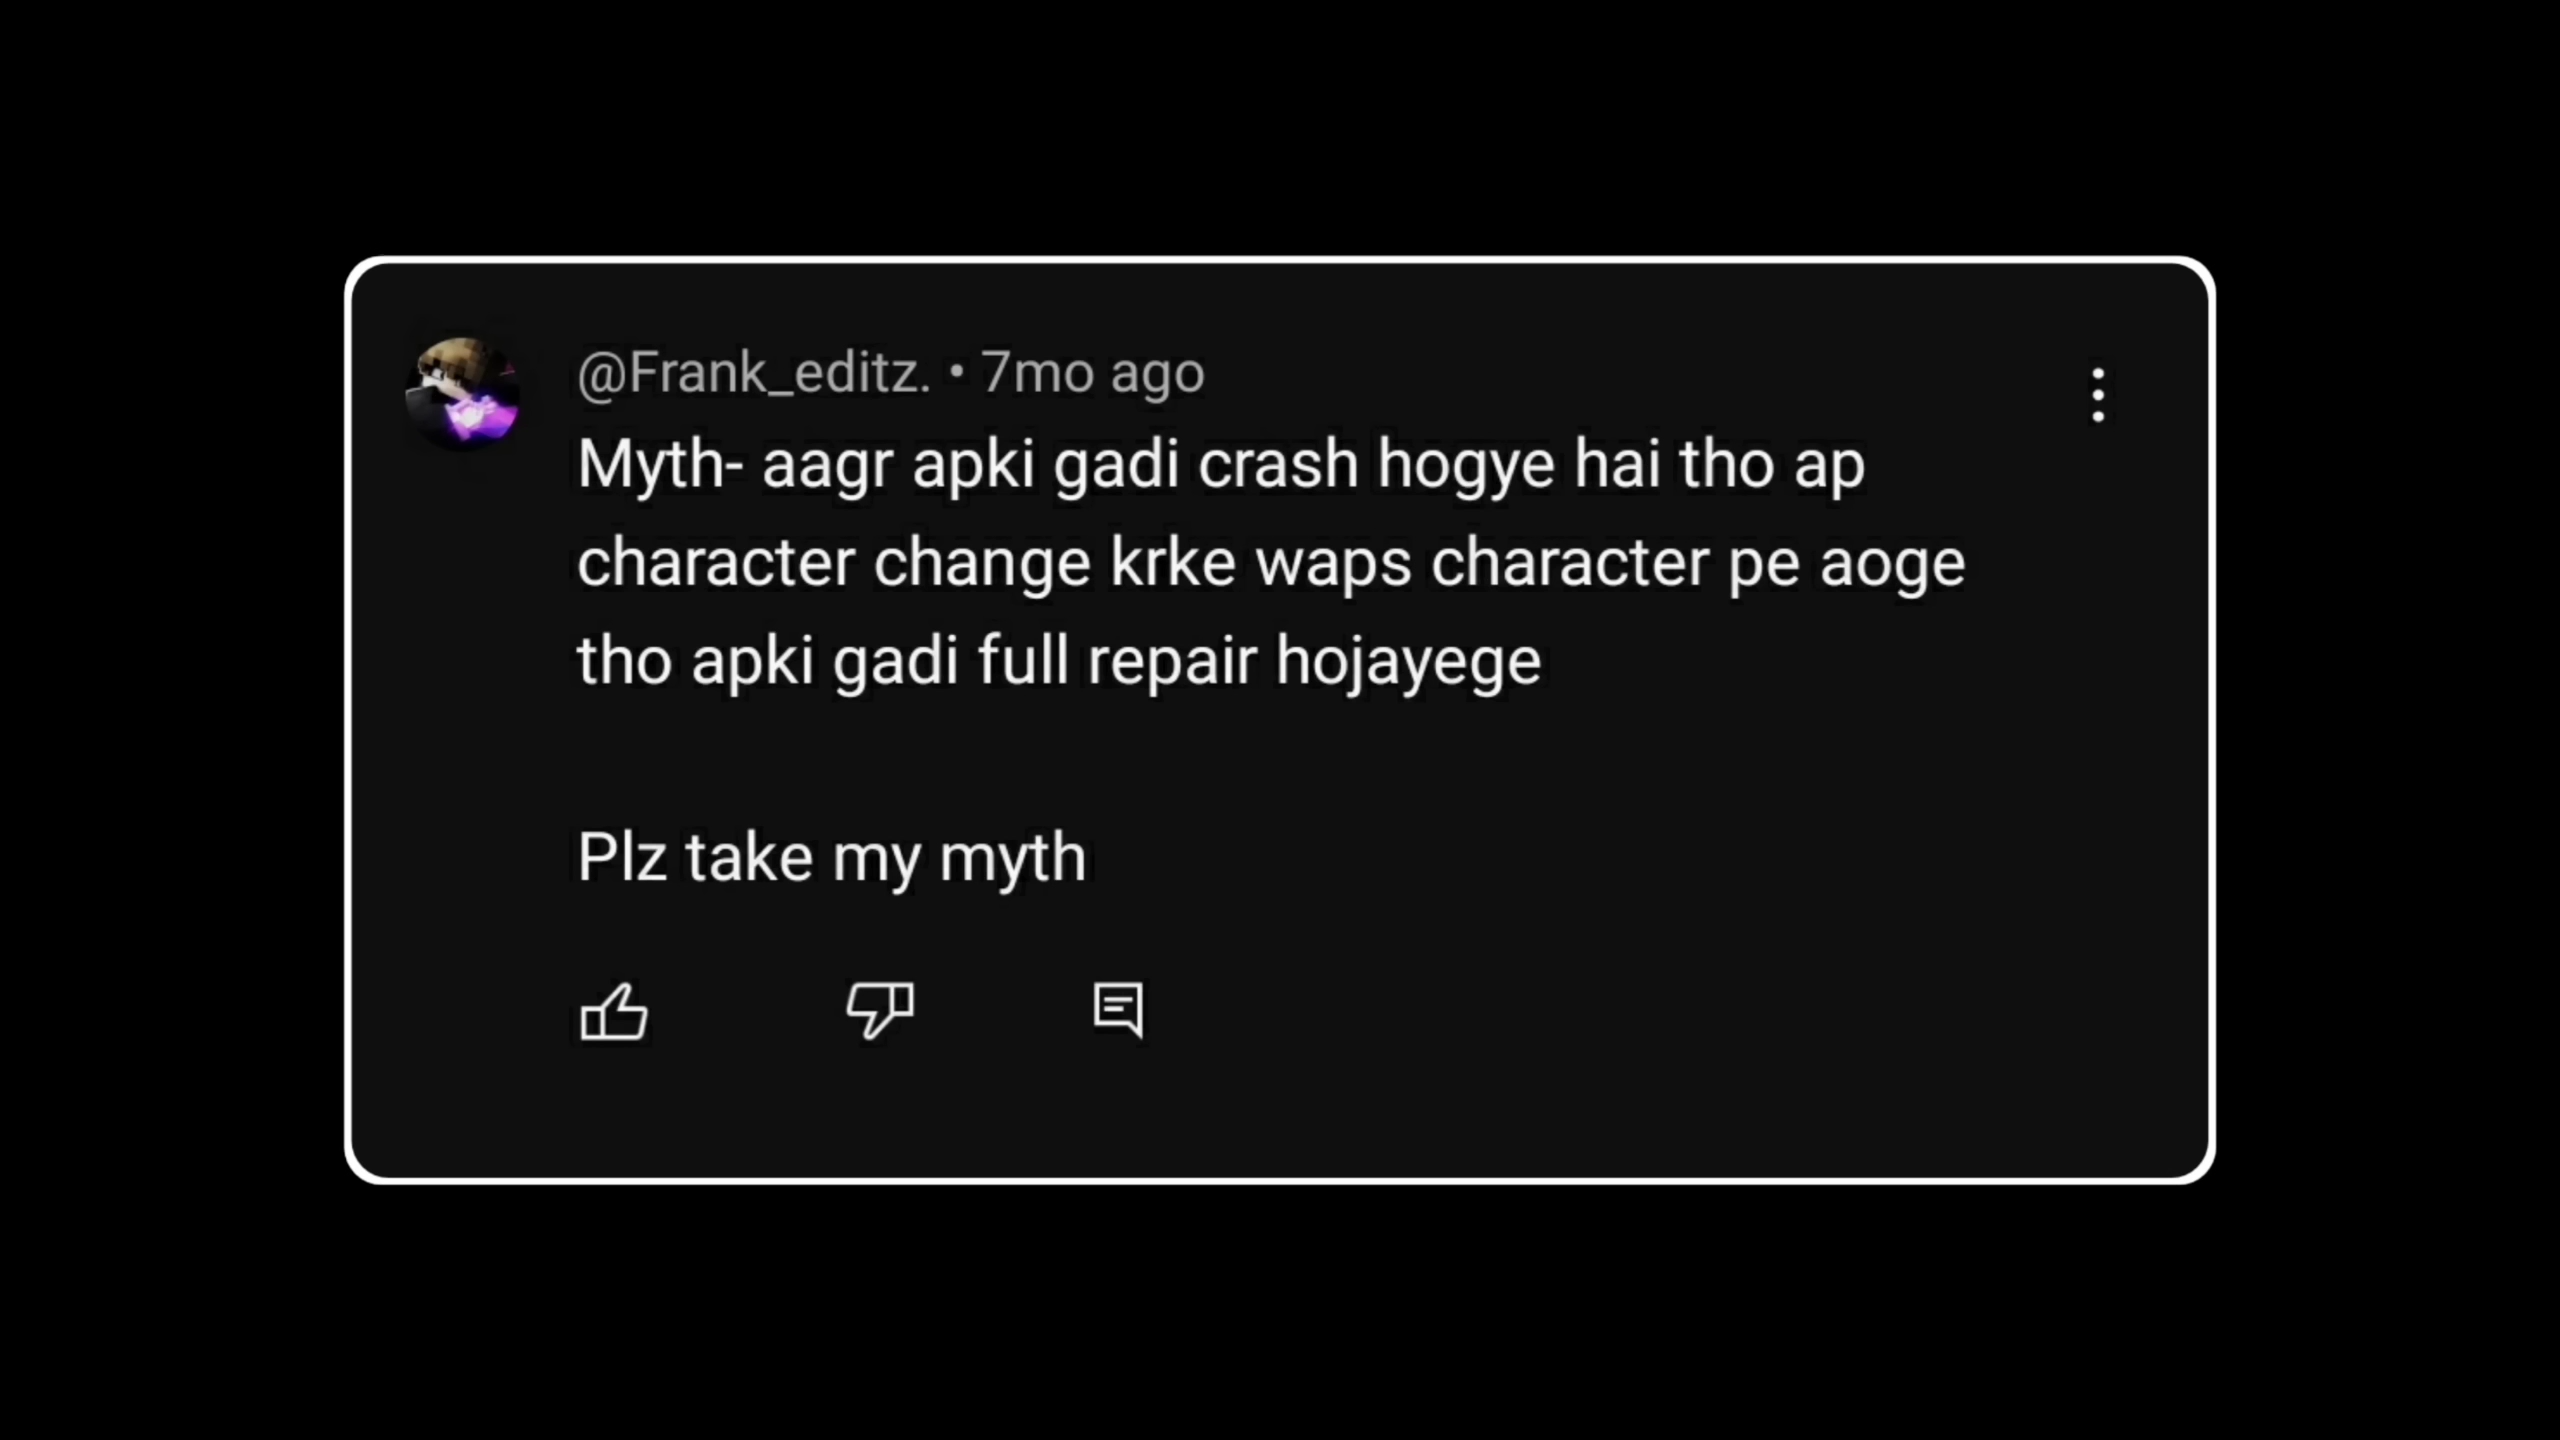 @Frank_editz. • 7mo ago
Myth- aagr apki gadi crash hogye hai tho ap
character change krke waps character pe aoge
tho apki gadi full repair hojayege
Plz take my myth